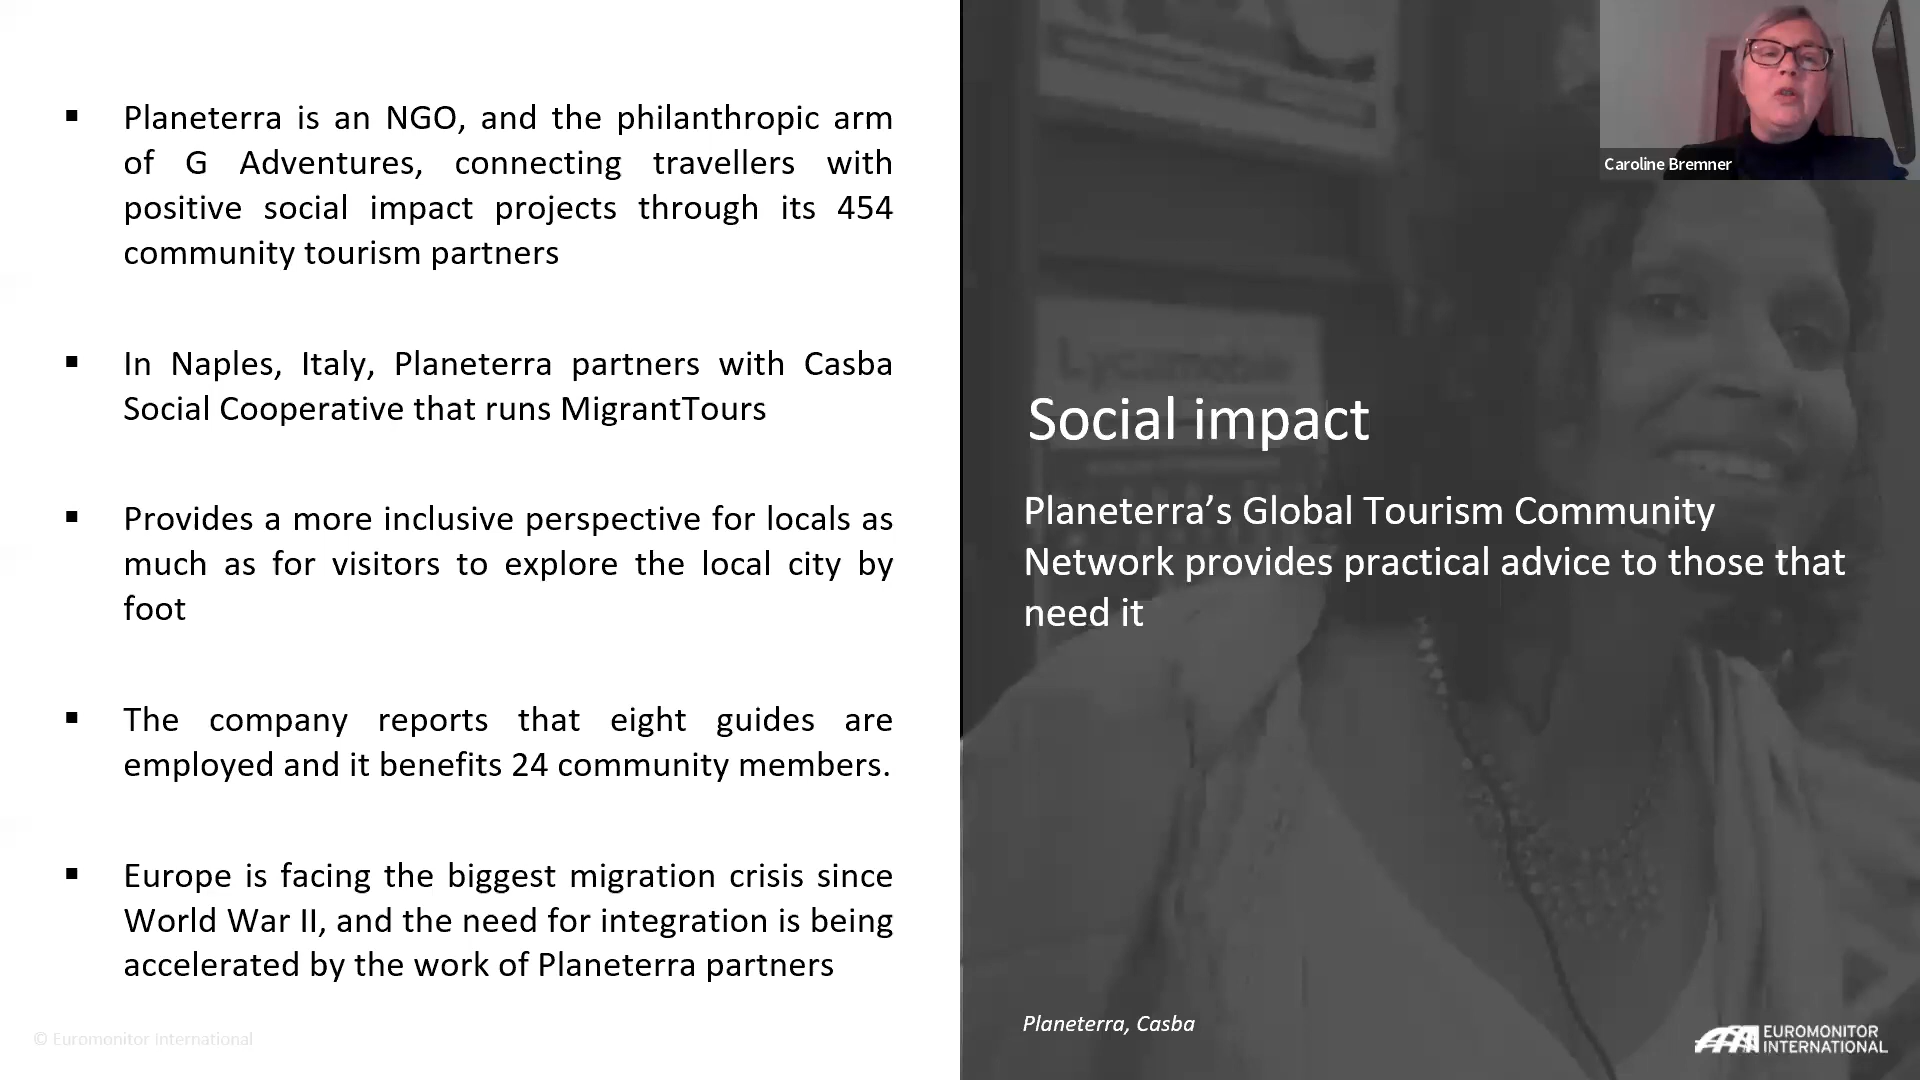 ▪ Planeterra is an NGO, and the philanthropic arm
of G Adventures, connecting travellers with
positive social impact projects through its 454
community tourism partners
▪ In Naples, Italy, Planeterra partners with Casba
Social Cooperative that runs MigrantTours
▪ Provides a more inclusive perspective for locals as
much as for visitors to explore the local city by
foot
▪ The company reports that eight guides are
employed and it benefits 24 community members.
▪ Europe is facing the biggest migration crisis since
World War II, and the need for integration is being
accelerated by the work of Planeterra partners
© Euromonitor International
Caroline Bremner
Lycamobile
Social impact
Planeterra’s Global Tourism Community
Network provides practical advice to those that
need it
Planeterra, Casba
EUROMONITOR
INTERNATIONAL